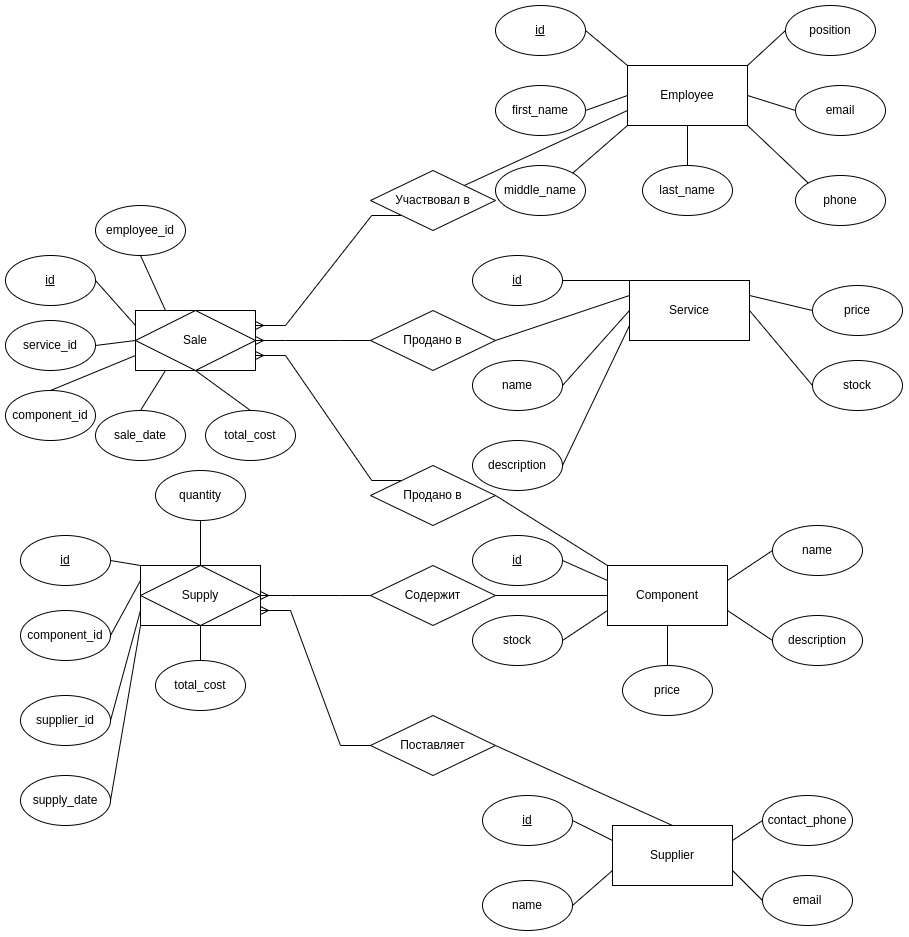 id
position
Employee
first_name
email
middle_name
last_name
phone
Участвовал в
employee_id
id
service_id
Sale
component_id
sale_date
total_cost
id
Service
price
Продано в
name
stock
description
Продано в
quantity
id
Supply
component_id
total_cost
supplier_id
supply_date
id
name
Содержит
Component
stock
description
price
Поставляет
id
contact_phone
Supplier
name
email